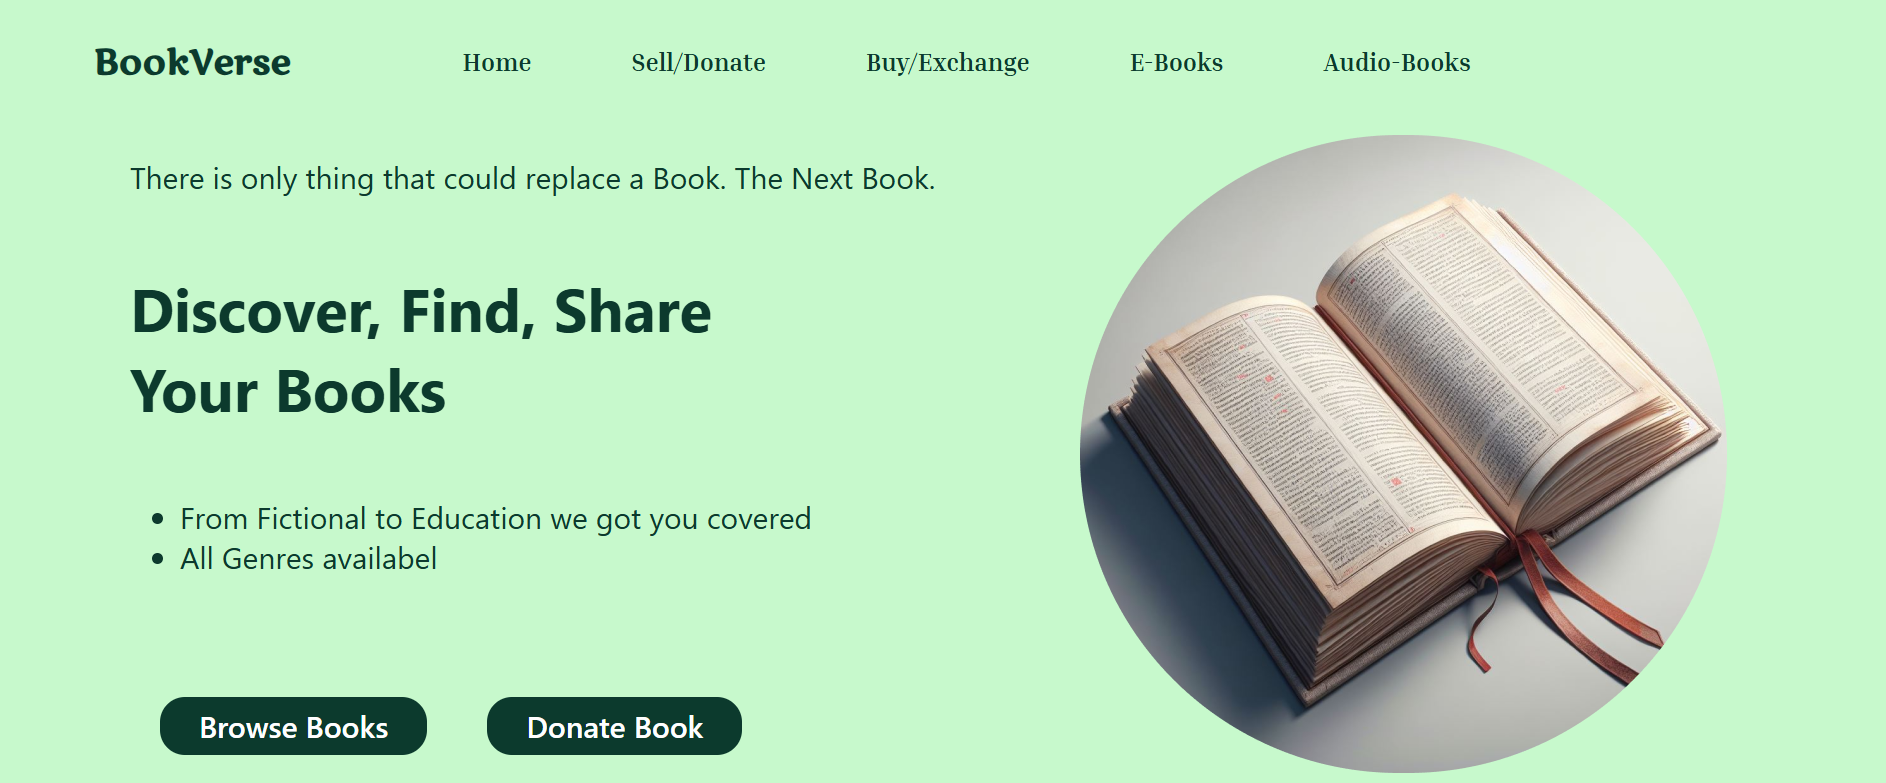 BookVerse Home Sell/Donate Buy/Exchange E-Books Audio-Books
There is only thing that could replace a Book. The Next Book.
Discover, Find, Share
Your Books
From Fictional to Education we got you covered
All Genres availabel
Browse Books Donate Book